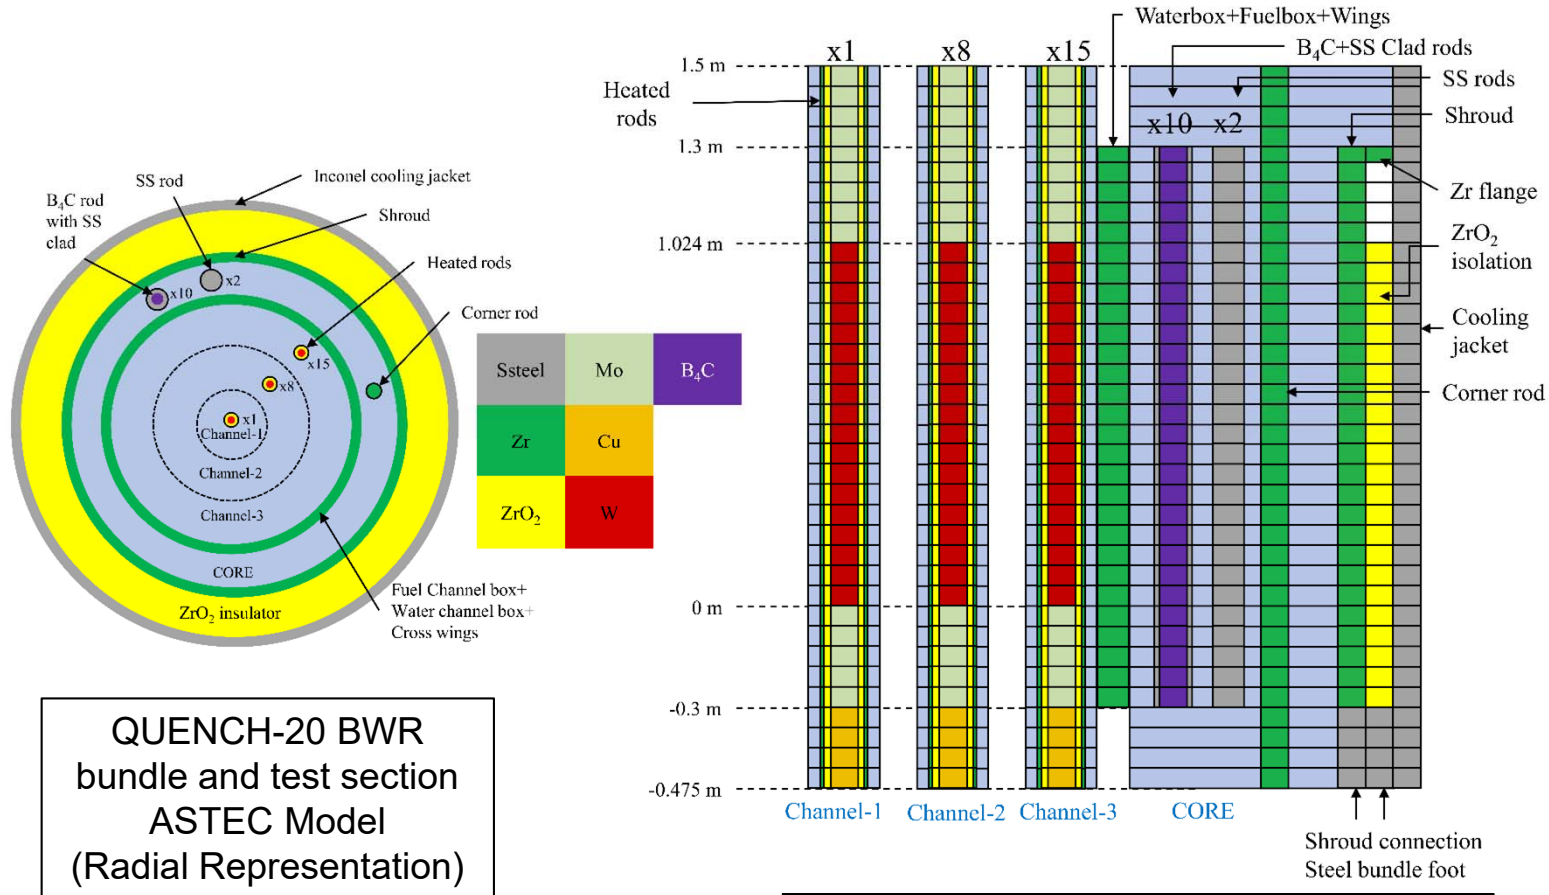 Waterbox+Fuelbox+Wings
B₄C+SS Clad rods
SS rods
Shroud
Zr flange
ZrO₂
isolation
Cooling
jacket
Corner rod
Shroud connection
Steel bundle foot
Heated
rods
x1
x8
x15
x10
x2
1.5 m
1.3 m
1.024 m
0 m
-0.3 m
-0.475 m
Channel-1
Channel-2
Channel-3
CORE
SS rod
B₄C rod
with SS
clad
Inconel cooling jacket
Shroud
Heated rods
Corner rod
x10
x2
x15
x8
x1
Channel-1
Channel-2
Channel-3
CORE
ZrO₂ insulator
Fuel Channel box+
Water channel box+
Cross wings
Ssteel
Mo
B₄C
Zr
Cu
ZrO₂
W
QUENCH-20 BWR
bundle and test section
ASTEC Model
(Radial Representation)